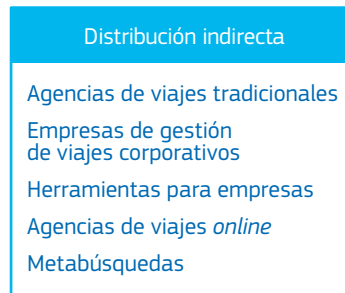 Distribución indirecta
Agencias de viajes tradicionales
Empresas de gestión
de viajes corporativos
Herramientas para empresas
Agencias de viajes online
Metabúsquedas